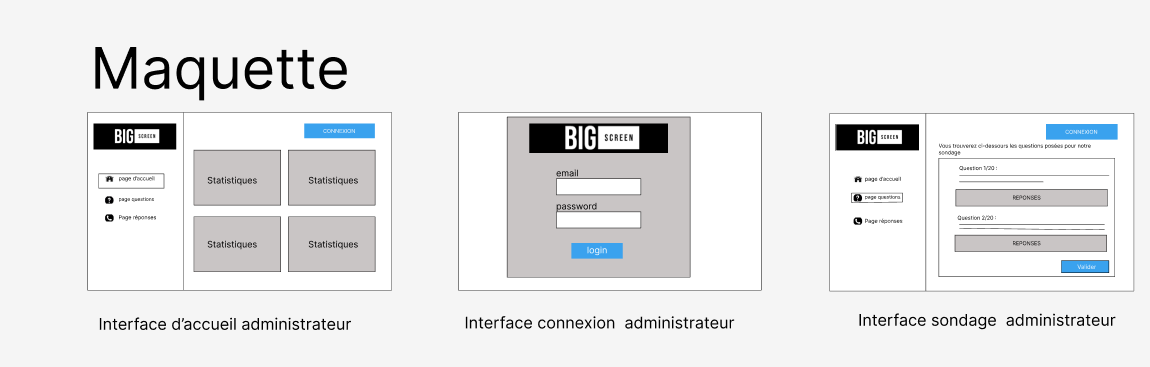 Maquette
BIG SCREEN
CONNEXION
page d'accueil
page questions
Page réponses
Statistiques
Statistiques
Statistiques
Statistiques
Interface d'accueil administrateur
BIG SCREEN
email
password
login
Interface connexion administrateur
BIG SCREEN
CONNEXION
page d'accueil
page questions
Page réponses
Vous trouverez ci-dessours les questions posées pour notre
sondage
Question 1/20 :
REPONSES
Question 2/20 :
REPONSES
Valider
Interface sondage administrateur